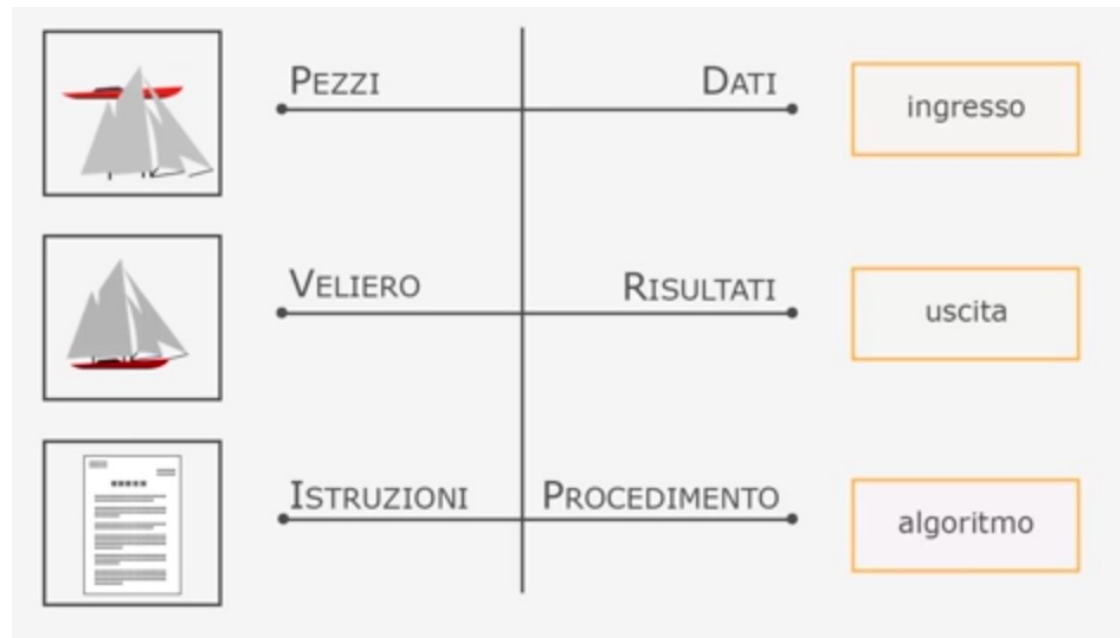 PEZZI DATI ingresso
VELIERO RISULTATI uscita
ISTRUZIONI PROCEDIMENTO algoritmo